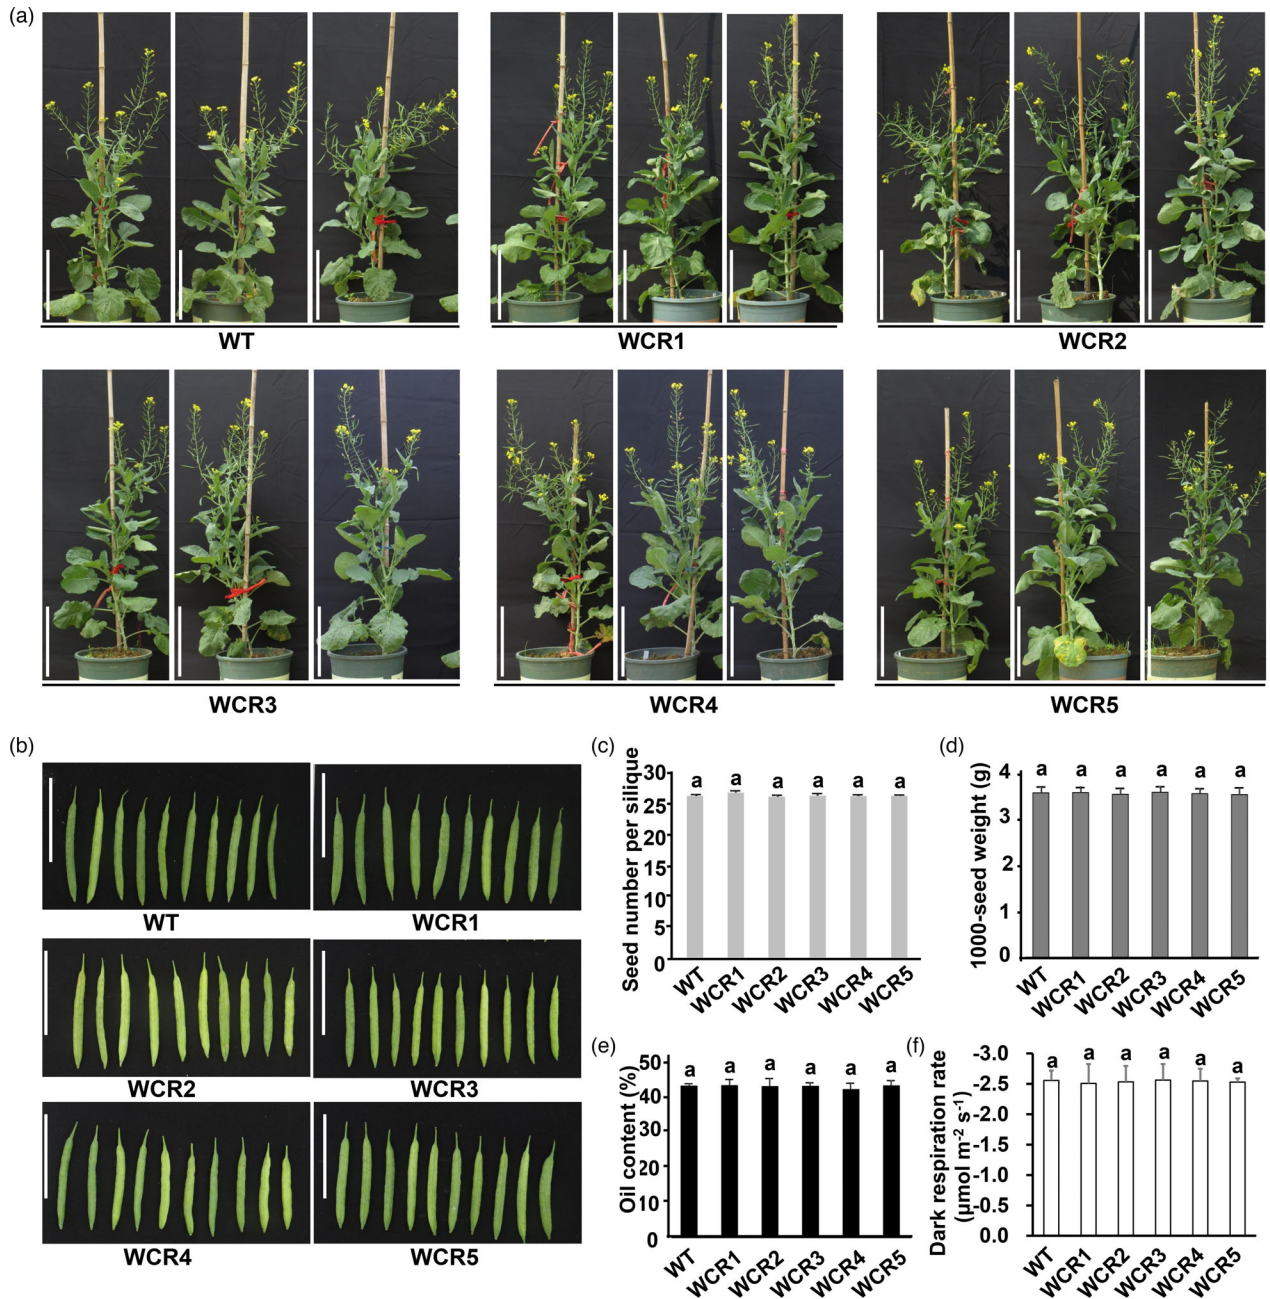 (a)
WT
WCR1
WCR2
WCR3
WCR4
WCR5
(b)
WT
WCR1
WCR2
WCR3
WCR4
WCR5
(c)
Seed number per silique
30
25
20
15
10
5
0
a a a a a a
WT WCR1 WCR2 WCR3 WCR4 WCR5
(d)
1000-seed weight (g)
4
3
2
1
0
a a a a a a
WT WCR1 WCR2 WCR3 WCR4 WCR5
(e)
Oil content (%)
50
40
30
40
20
10
0
a a a a a a
WT WCR1 WCR2 WCR3 WCR4 WCR5
(f)
Dark respiration rate
(µmol m⁻² s⁻¹)
-3.0
-2.5
-2.0
-1.5
-1.0
-0.5
0.0
a a a a a a
WT WCR1 WCR2 WCR3 WCR4 WCR5